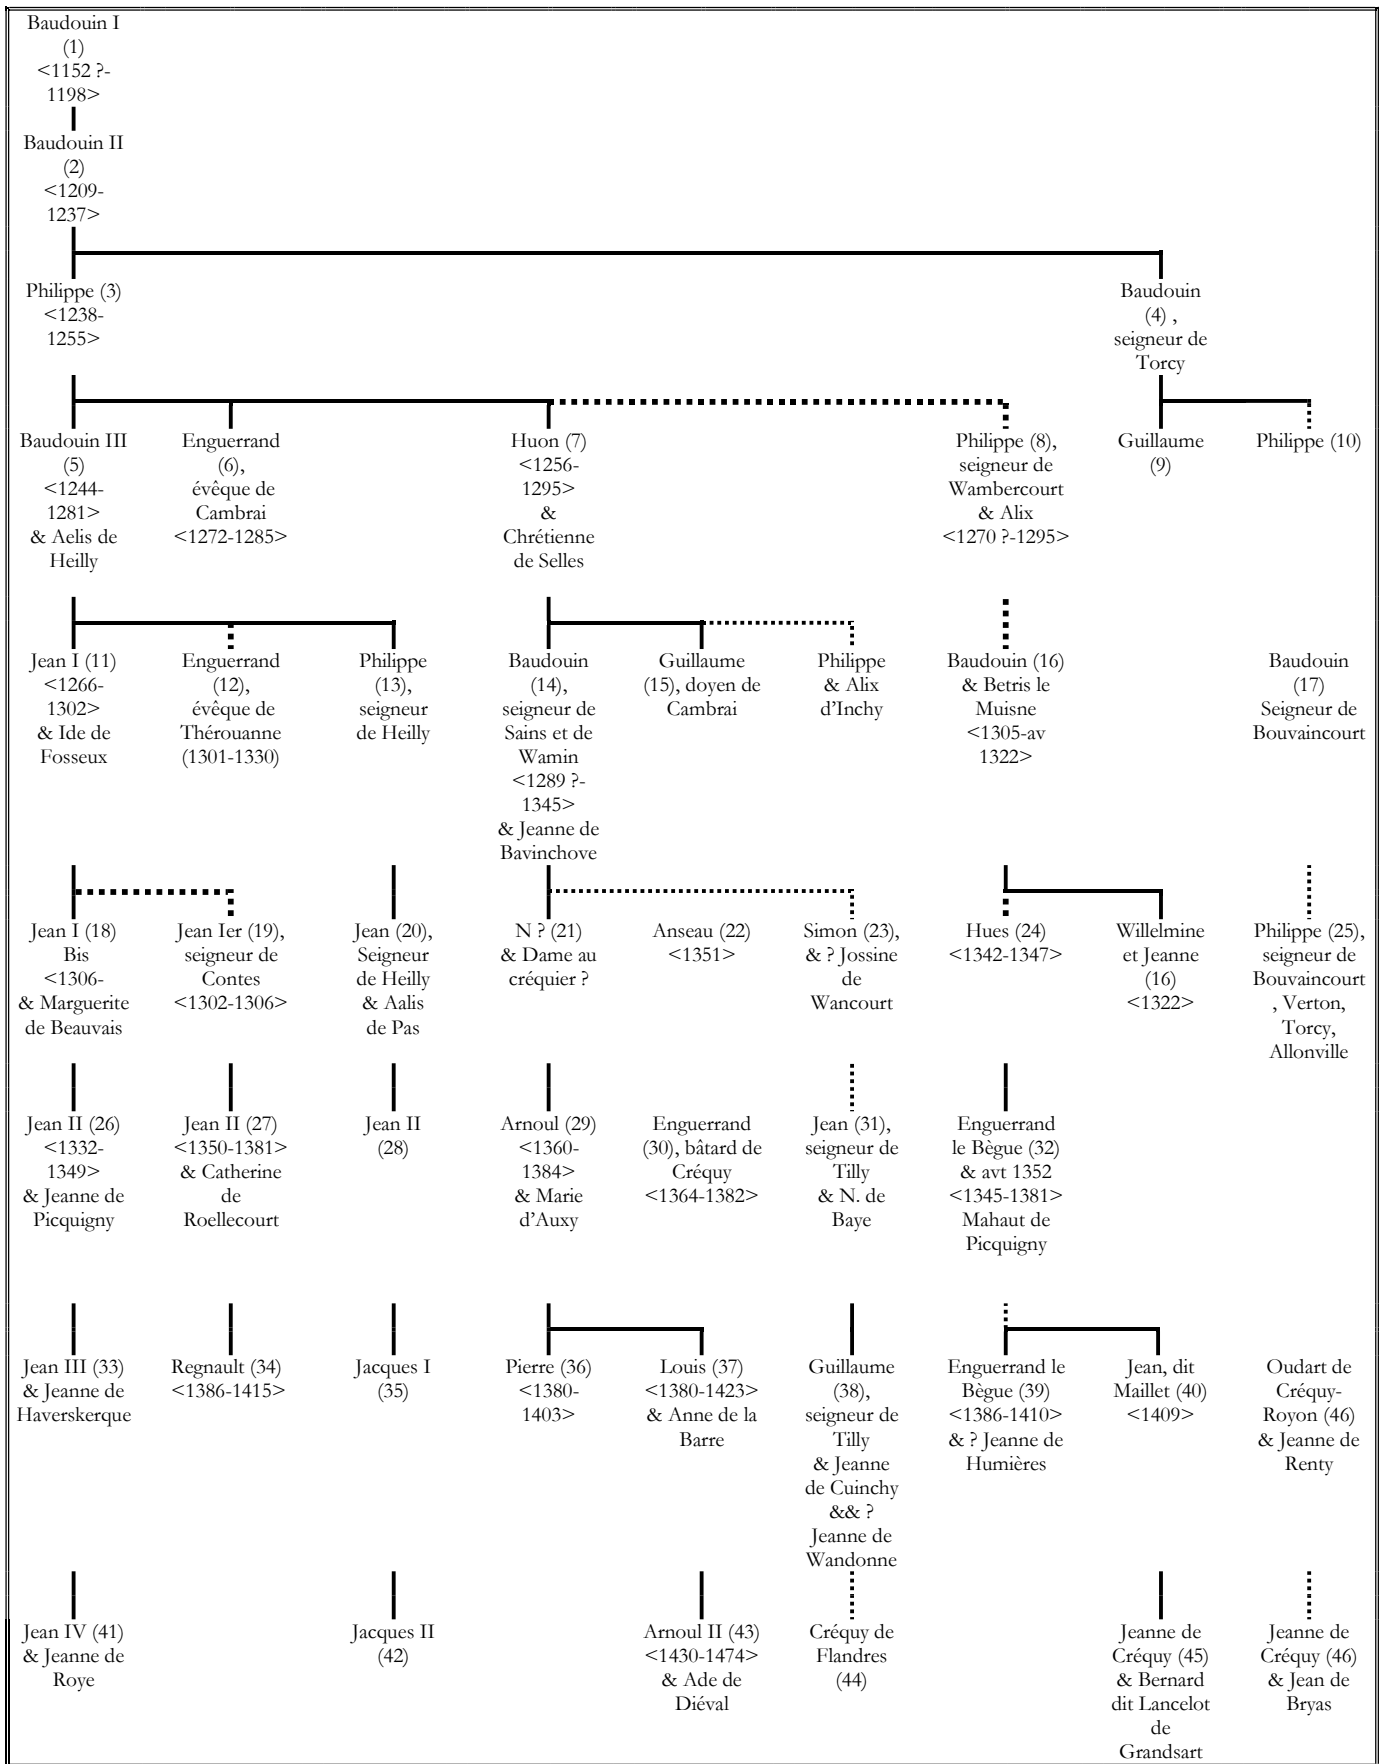 Baudouin I
(1)
<1152 ?-
1198>
Baudouin II
(2)
<1209-
1237>
Philippe (3)
<1238-
1255>
Baudouin
(4) ,
seigneur de
Torcy
Baudouin III
(5)
<1244-
1281>
& Aelis de
Heilly
Enguerrand
(6),
évêque de
Cambrai
<1272-1285>
Huon (7)
<1256-
1295>
&
Chrétienne
de Selles
Philippe (8),
seigneur de
Wambercourt
& Alix
<1270 ?-1295>
Guillaume
(9)
Philippe (10)
Jean I (11)
<1266-
1302>
& Ide de
Fosseux
Enguerrand
(12),
évêque de
Thérouanne
(1301-1330)
Philippe
(13),
seigneur
de Heilly
Baudouin
(14),
seigneur de
Sains et de
Wamin
<1289 ?-
1345>
& Jeanne de
Bavinchove
Guillaume
(15), doyen de
Cambrai
Philippe
& Alix
d’Inchy
Baudouin (16)
& Betris le
Muisne
<1305-av
1322>
Baudouin
(17)
Seigneur de
Bouvaincourt
Jean I (18)
Bis
<1306-
& Marguerite
de Beauvais
Jean Ier (19),
seigneur de
Contes
<1302-1306>
Jean (20),
Seigneur
de Heilly
& Aalis
de Pas
N ? (21)
& Dame au
créquier ?
Anseau (22)
<1351>
Simon (23),
& ? Jossine
de
Wancourt
Hues (24)
<1342-1347>
Willelmine
et Jeanne
(16)
<1322>
Philippe (25),
seigneur de
Bouvaincourt
, Verton,
Torcy,
Allonville
Jean II (26)
<1332-
1349>
& Jeanne de
Picquigny
Jean II (27)
<1350-1381>
& Catherine
de
Roellecourt
Jean II
(28)
Arnoul (29)
<1360-
1384>
& Marie
d’Auxy
Enguerrand
(30), bâtard de
Créquy
<1364-1382>
Jean (31),
seigneur de
Tilly
& N. de
Baye
Enguerrand
le Bègue (32)
& avt 1352
<1345-1381>
Mahaut de
Picquigny
Jean III (33)
& Jeanne de
Haverskerque
Regnault (34)
<1386-1415>
Jacques I
(35)
Pierre (36)
<1380-
1403>
Louis (37)
<1380-1423>
& Anne de la
Barre
Guillaume
(38),
seigneur de
Tilly
& Jeanne
de Cuinchy
&& ?
Jeanne de
Wandonne
Enguerrand le
Bègue (39)
<1386-1410>
& ? Jeanne de
Humières
Jean, dit
Maillet (40)
<1409>
Oudart de
Créquy-
Royon (46)
& Jeanne de
Renty
Jean IV (41)
& Jeanne de
Roye
Jacques II
(42)
Arnoul II (43)
<1430-1474>
& Ade de
Diéval
Créquy de
Flandres
(44)
Jeanne de
Créquy (45)
& Bernard
dit Lancelot
de
Grandsart
Jeanne de
Créquy (46)
& Jean de
Bryas